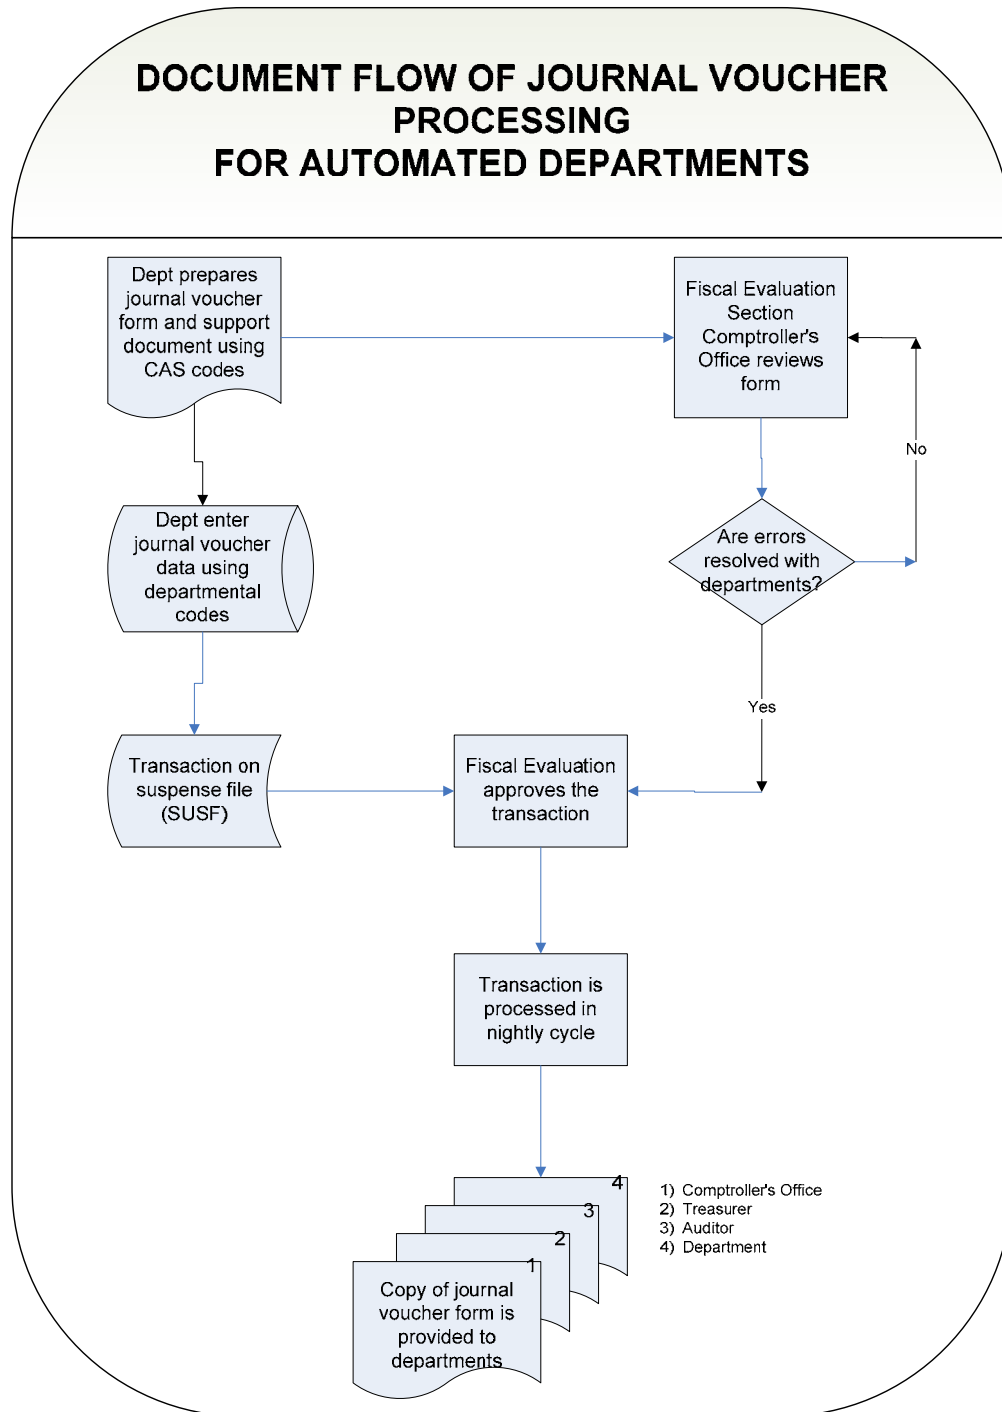 DOCUMENT FLOW OF JOURNAL VOUCHER
PROCESSING
FOR AUTOMATED DEPARTMENTS
Dept prepares
journal voucher
form and support
document using
CAS codes
Fiscal Evaluation
Section
Comptroller's
Office reviews
form
No
Dept enter
journal voucher
data using
departmental
codes
Are errors
resolved with
departments?
Yes
Transaction on
suspense file
(SUSF)
Fiscal Evaluation
approves the
transaction
Transaction is
processed in
nightly cycle
4
3
2
1
Copy of journal
voucher form is
provided to
departments
1) Comptroller's Office
2) Treasurer
3) Auditor
4) Department